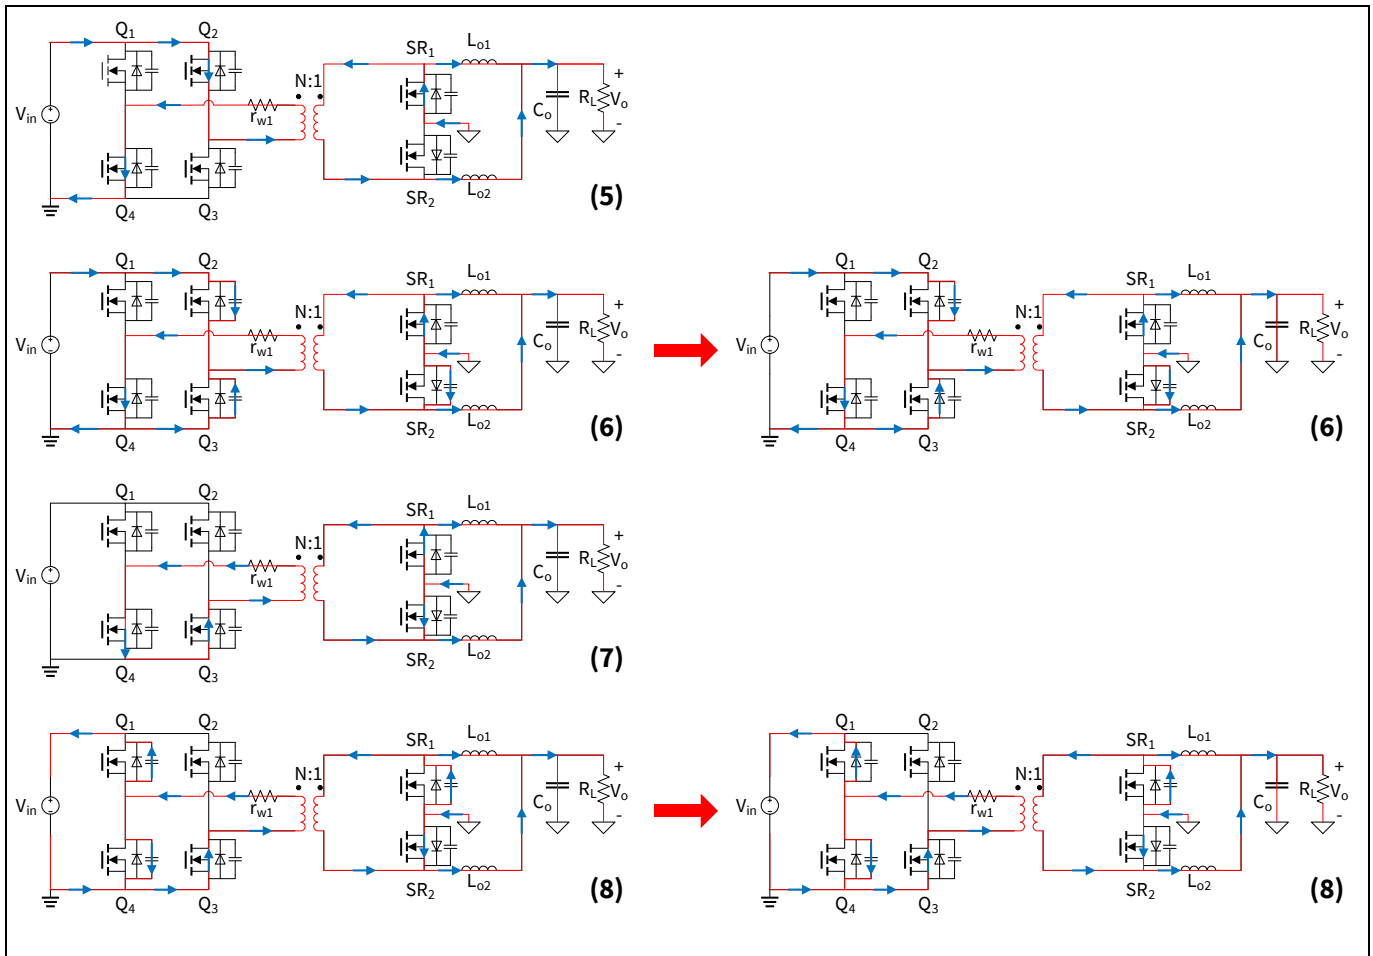 Q1 Q2
SR1 Lo1
N:1
Vin rw1 Co RL Vo + -
Q4 Q3
SR2 Lo2
(5)
Q1 Q2
SR1 Lo1
N:1
Vin rw1 Co RL Vo + -
Q4 Q3
SR2 Lo2
(6)
Q1 Q2
SR1 Lo1
N:1
Vin rw1 Co RL Vo + -
Q4 Q3
SR2 Lo2
(6)
Q1 Q2
SR1 Lo1
N:1
Vin rw1 Co RL Vo + -
Q4 Q3
SR2 Lo2
(7)
Q1 Q2
SR1 Lo1
N:1
Vin rw1 Co RL Vo + -
Q4 Q3
SR2 Lo2
(8)
Q1 Q2
SR1 Lo1
N:1
Vin rw1 Co RL Vo + -
Q4 Q3
SR2 Lo2
(8)